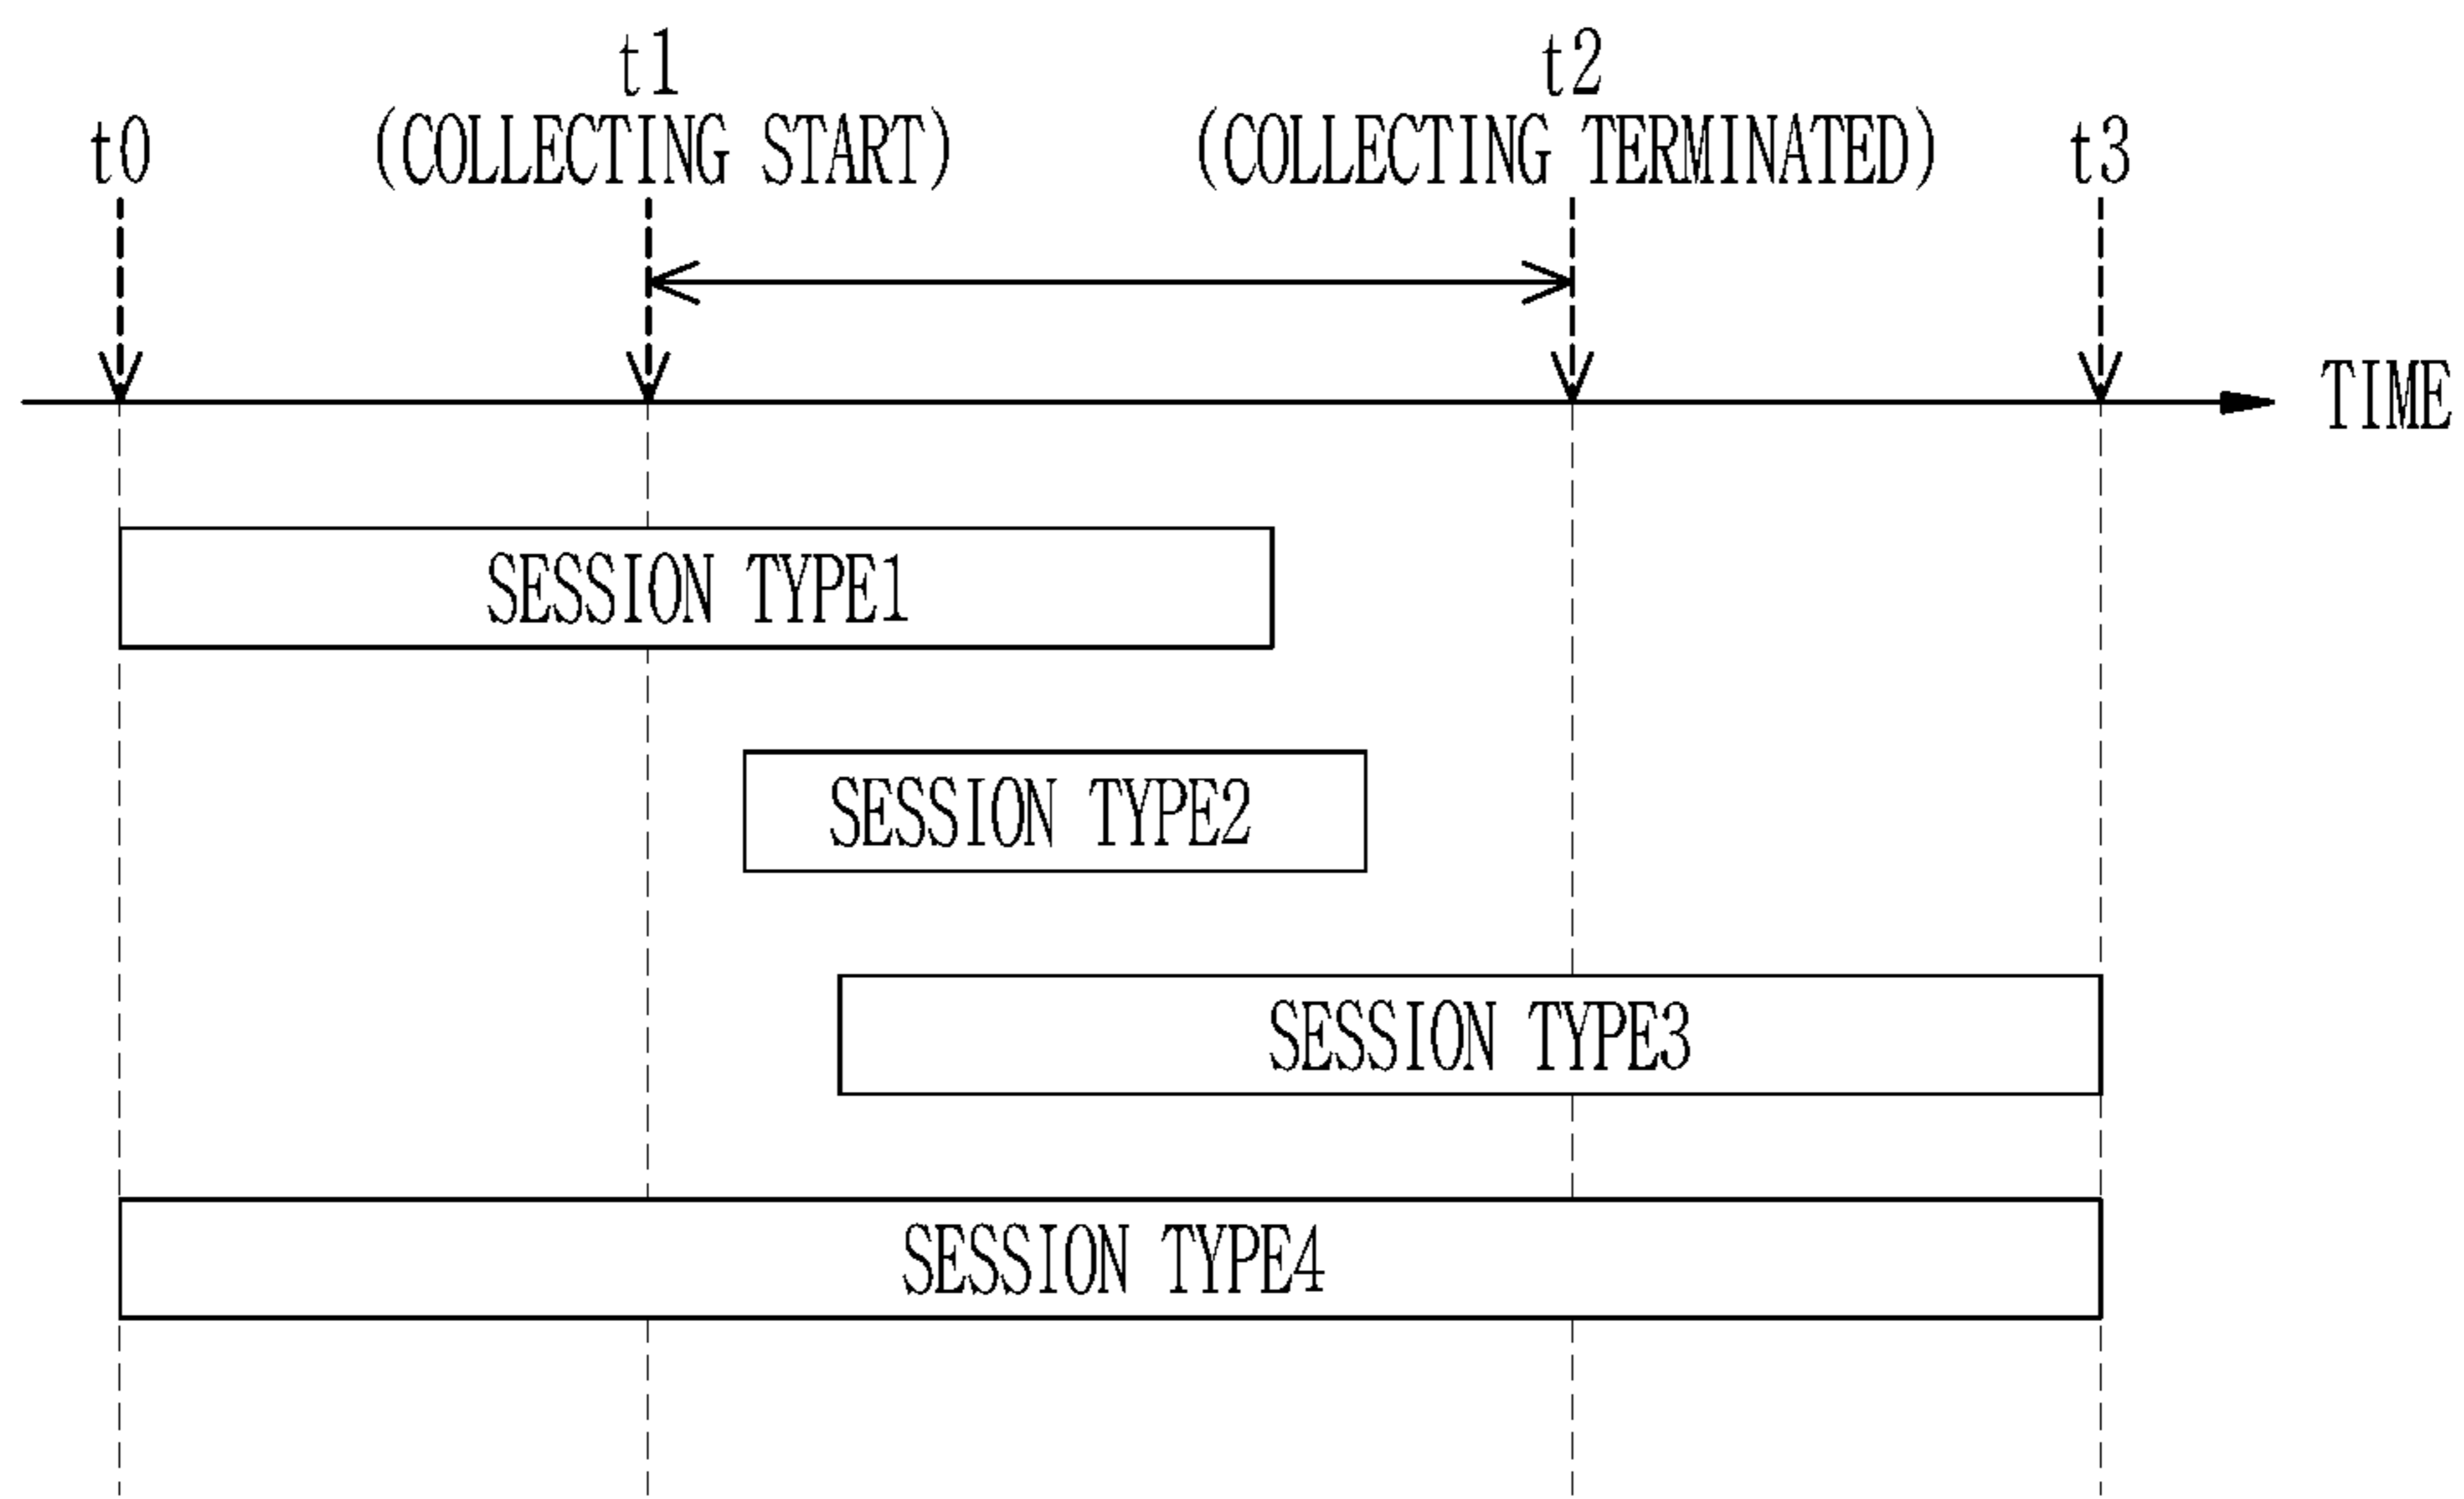 t0
t1
(COLLECTING START)
t2
(COLLECTING TERMINATED)
t3
TIME
SESSION TYPE1
SESSION TYPE2
SESSION TYPE3
SESSION TYPE4